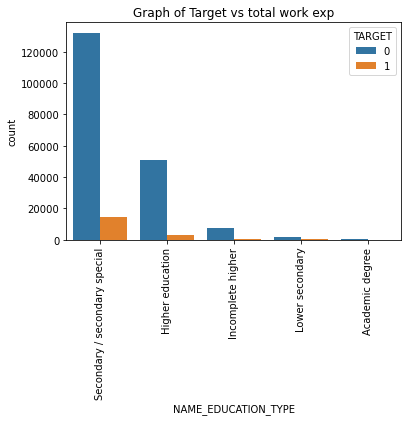 Graph of Target vs total work exp
TARGET
0
1
120000
100000
80000
60000
40000
20000
0
count
Secondary / secondary special
Higher education
Incomplete higher
Lower secondary
Academic degree
NAME_EDUCATION_TYPE